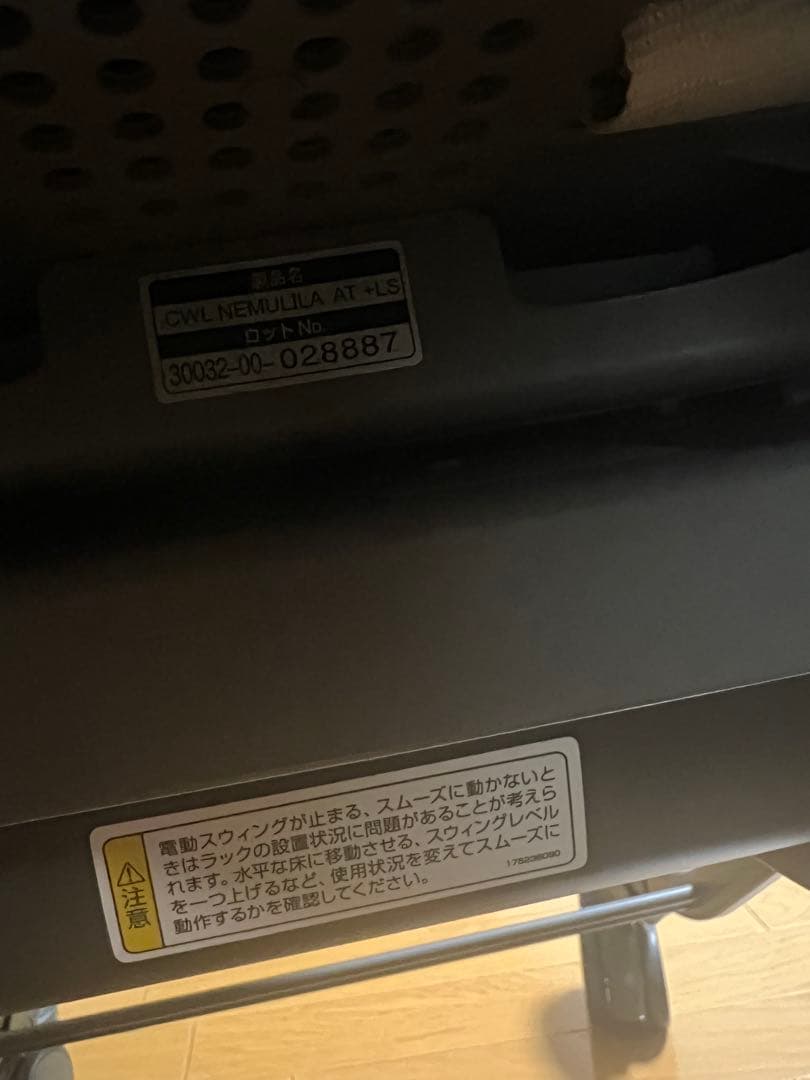 製品名
CWL NEMULILA AT +LS
ロットNo.
30032-00-028887
注意
電動スウィングが止まる、スムーズに動かないと
きはラックの設置状況に問題があることが考えら
れます。水平な床に移動させる、スウィングレベル
を一つ上げるなど、使用状況を変えてスムーズに
動作するかを確認してください。
175236090